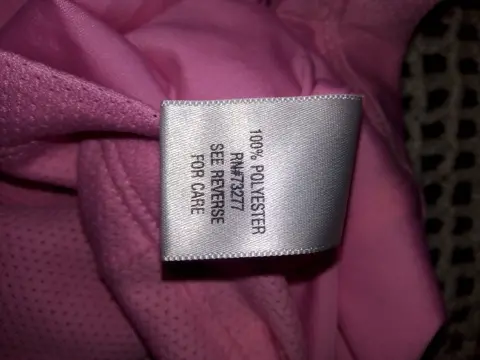 100% POLYESTER
RN#73277
SEE REVERSE
FOR CARE